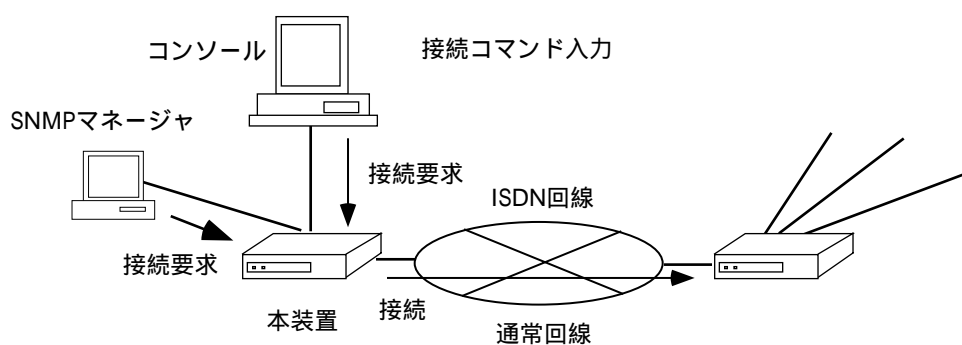 コンソール
接続コマンド入力
SNMPマネージャ
接続要求
ISDN回線
接続要求
本装置
接続
通常回線